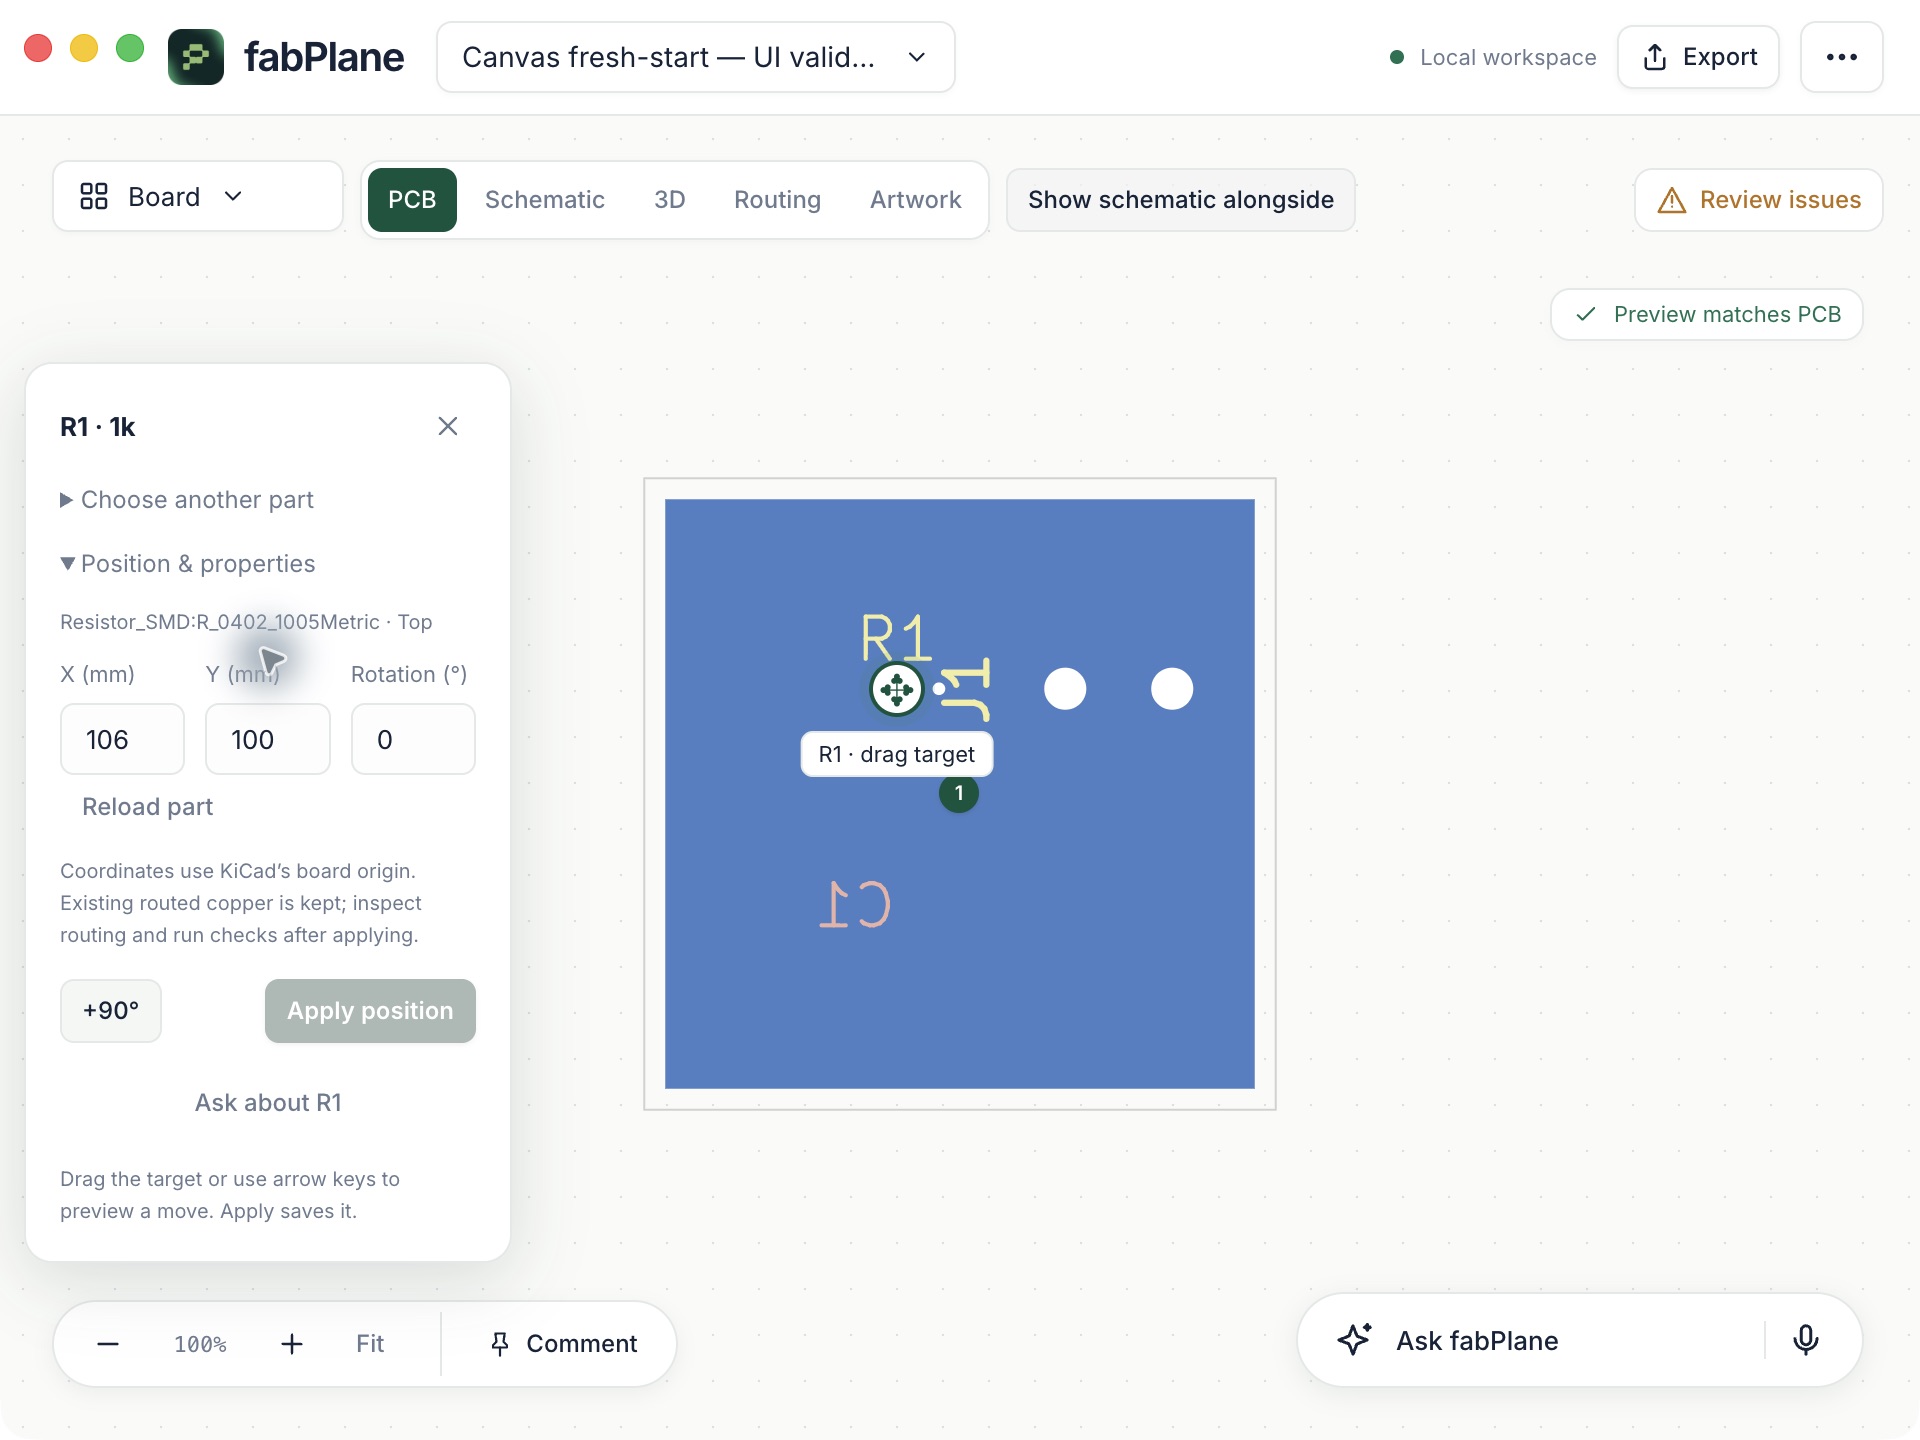 fabPlane
Canvas fresh-start — UI valid...
Local workspace
Export
Board
PCB
Schematic
3D
Routing
Artwork
Show schematic alongside
Review issues
Preview matches PCB
R1 · 1k
Choose another part
Position & properties
Resistor_SMD:R_0402_1005Metric · Top
X (mm)
Y (mm)
Rotation (°)
106
100
0
Reload part
Coordinates use KiCad’s board origin.
Existing routed copper is kept; inspect
routing and run checks after applying.
+90°
Apply position
Ask about R1
Drag the target or use arrow keys to
preview a move. Apply saves it.
R1
J1
R1 · drag target
1
C1
100%
Fit
Comment
Ask fabPlane